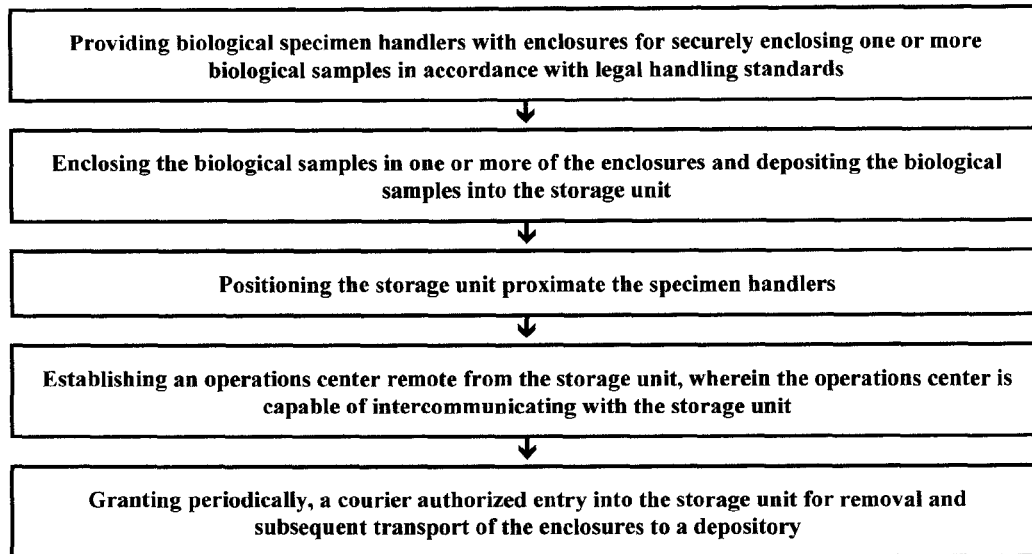 Providing biological specimen handlers with enclosures for securely enclosing one or more
biological samples in accordance with legal handling standards
Enclosing the biological samples in one or more of the enclosures and depositing the biological
samples into the storage unit
Positioning the storage unit proximate the specimen handlers
Establishing an operations center remote from the storage unit, wherein the operations center is
capable of intercommunicating with the storage unit
Granting periodically, a courier authorized entry into the storage unit for removal and
subsequent transport of the enclosures to a depository